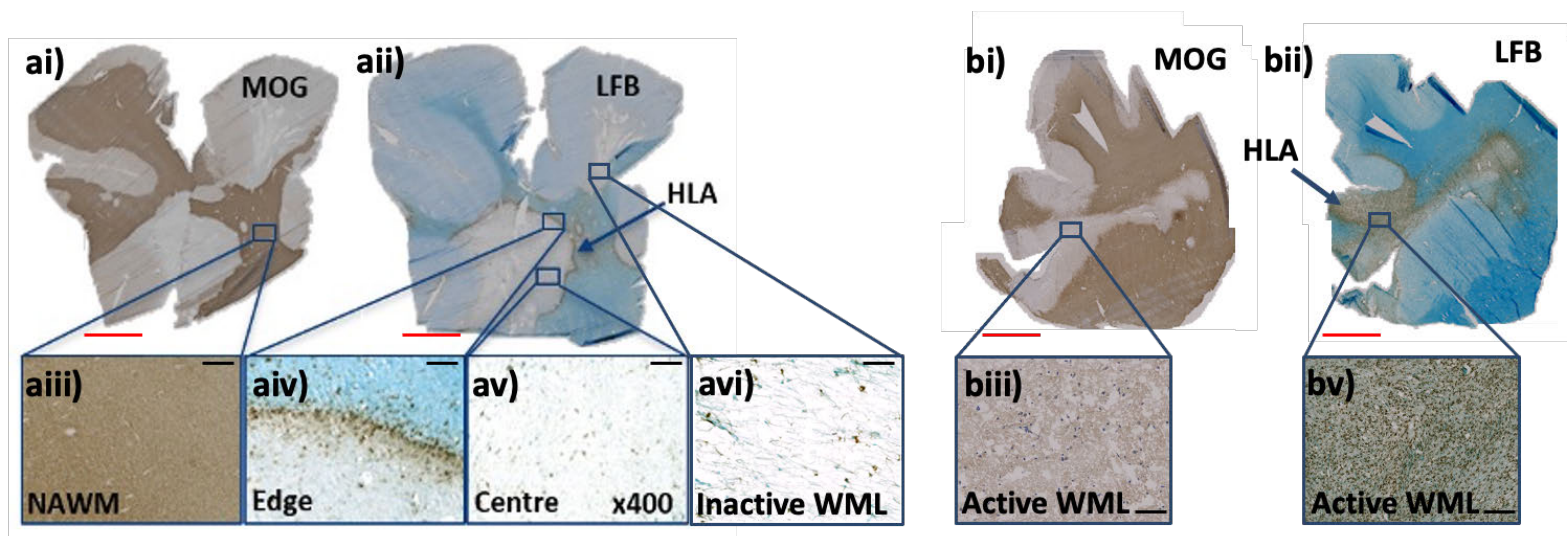 ai)
MOG
aii)
LFB
HLA
bi)
MOG
bii)
LFB
HLA
aiii)
NAWM
aiv)
Edge
av)
Centre x400
avi)
Inactive WML
biii)
Active WML
bv)
Active WML